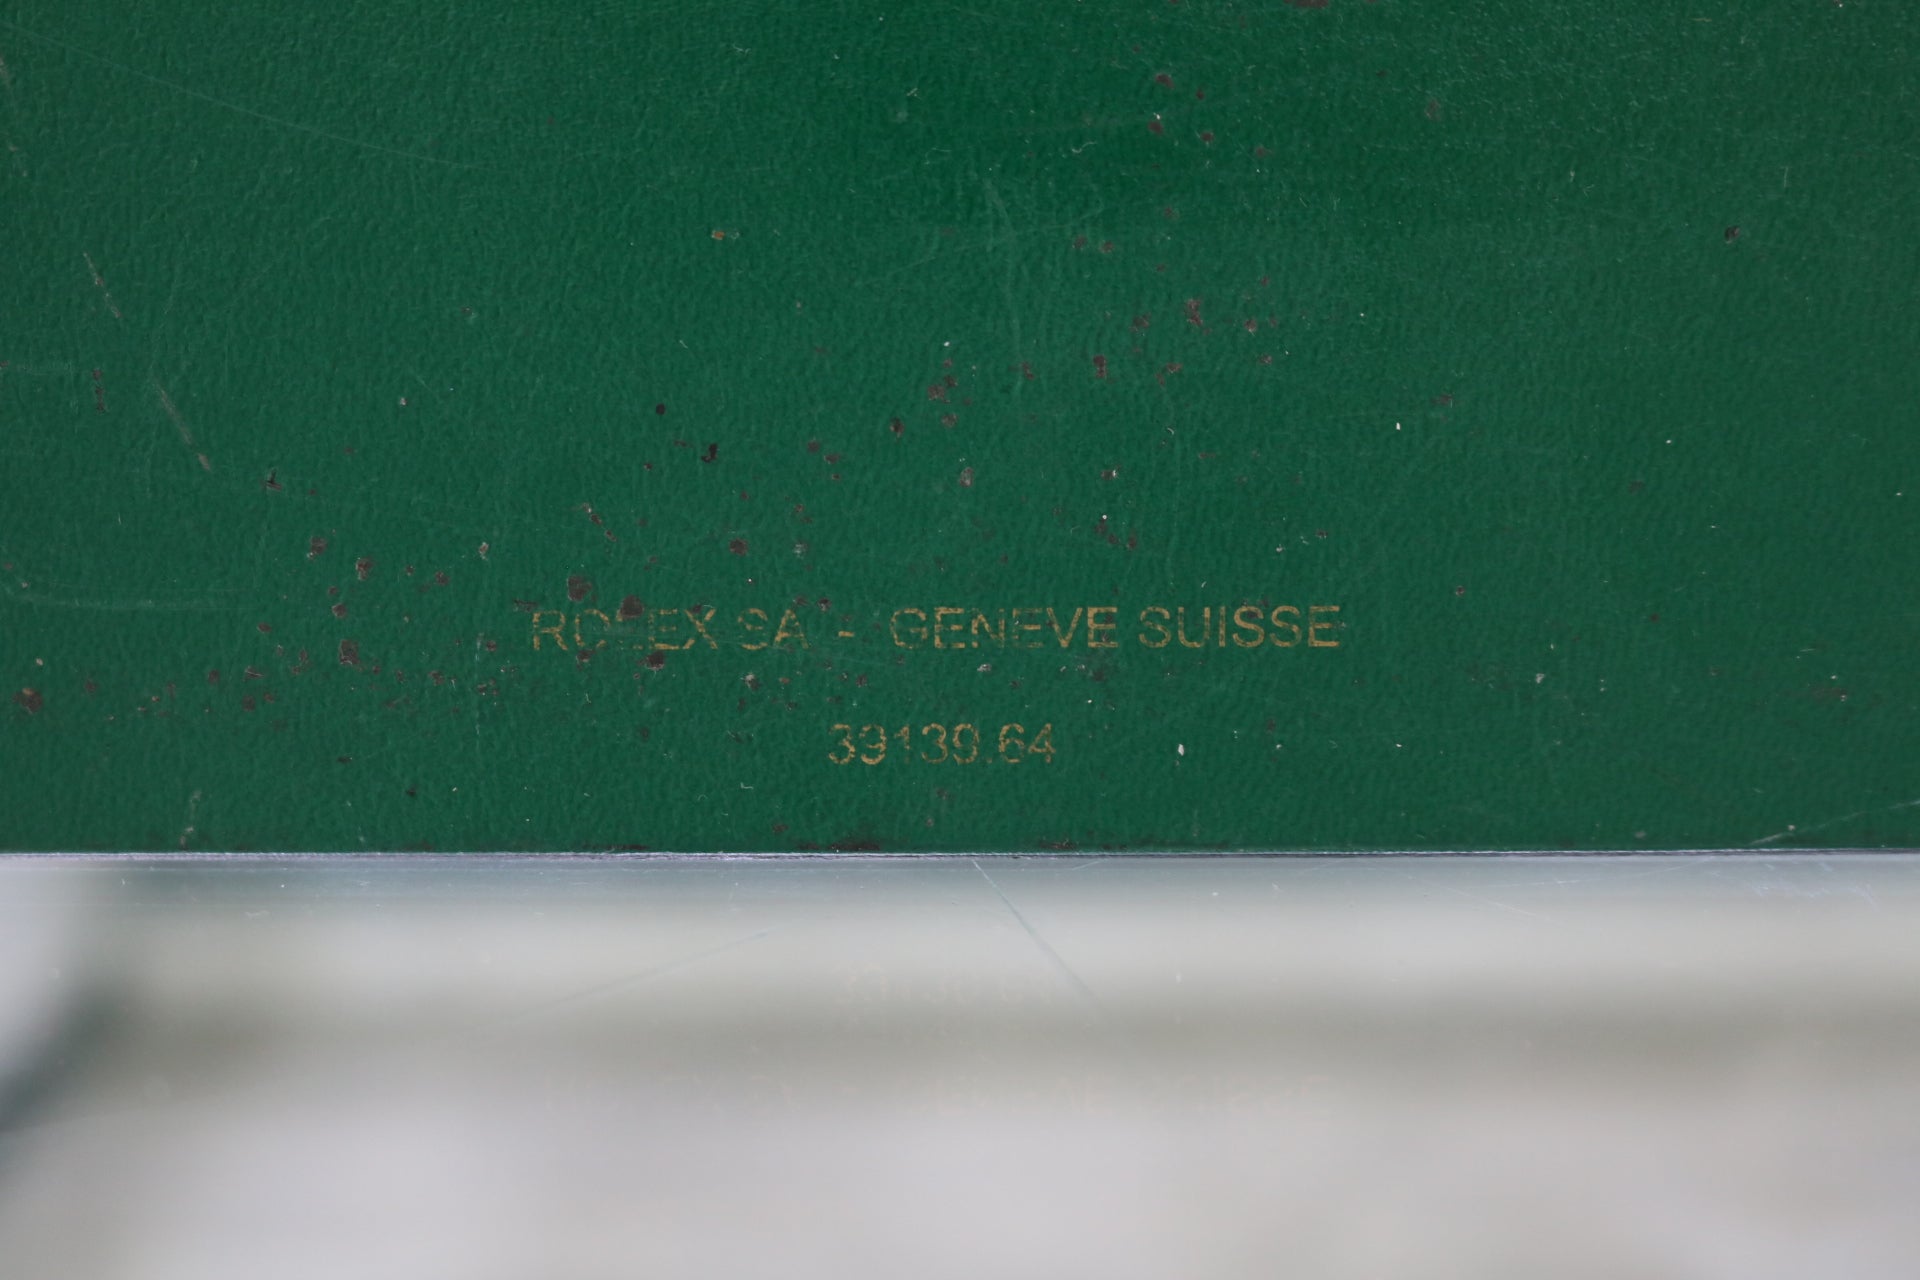 ROLEX SA - GENEVE SUISSE
39139.64